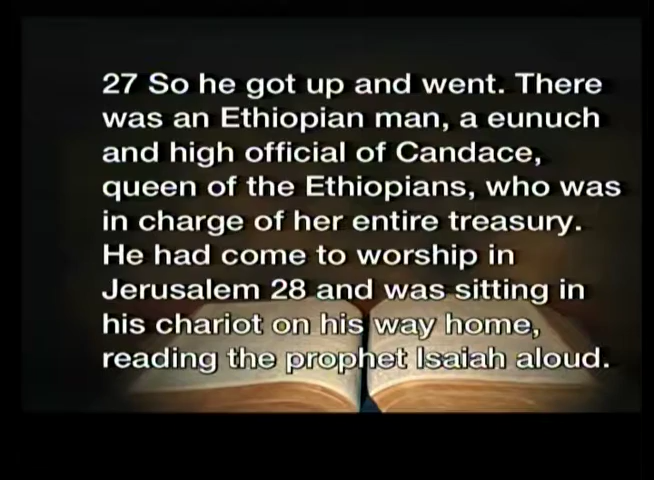 27 So he got up and went. There
was an Ethiopian man, a eunuch
and high official of Candace,
queen of the Ethiopians, who was
in charge of her entire treasury.
He had come to worship in
Jerusalem 28 and was sitting in
his chariot on his way home,
reading the prophet Isaiah aloud.